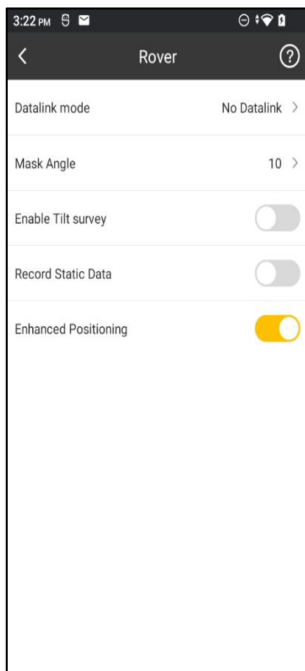 3:22 PM
Rover
Datalink mode No Datalink
Mask Angle 10
Enable Tilt survey
Record Static Data
Enhanced Positioning